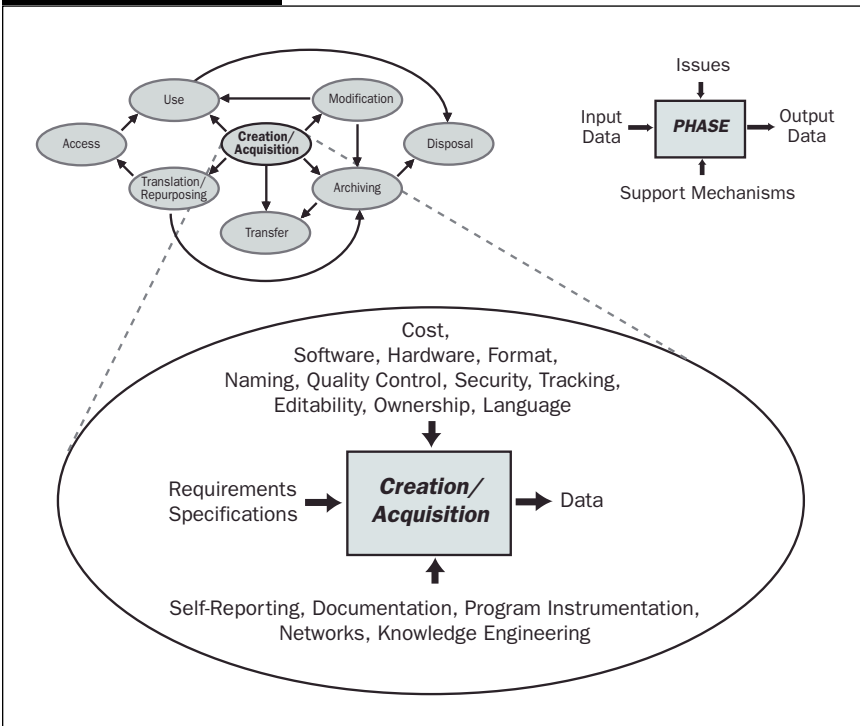 Use
Modification
Access
Creation/
Acquisition
Disposal
Translation/
Repurposing
Archiving
Transfer
Issues
Input
Data
PHASE
Output
Data
Support Mechanisms
Cost,
Software, Hardware, Format,
Naming, Quality Control, Security, Tracking,
Editability, Ownership, Language
Requirements
Specifications
Creation/
Acquisition
Data
Self-Reporting, Documentation, Program Instrumentation,
Networks, Knowledge Engineering